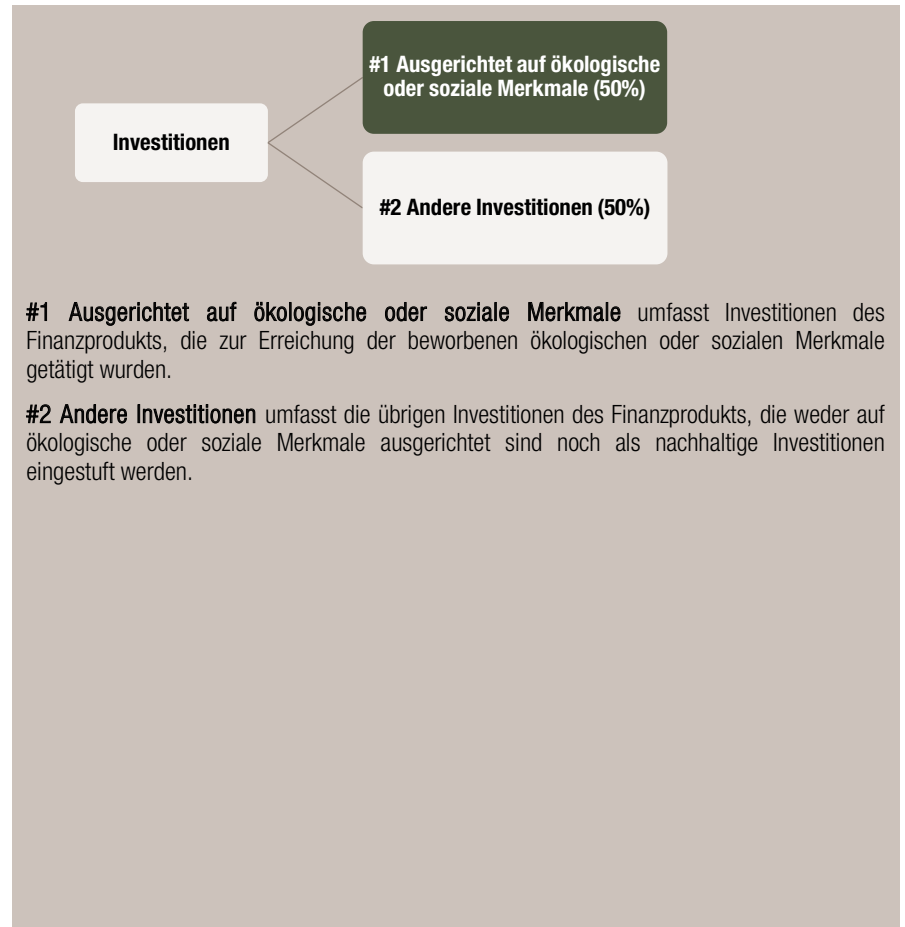 #1 Ausgerichtet auf ökologische
oder soziale Merkmale (50%)
Investitionen
#2 Andere Investitionen (50%)
#1 Ausgerichtet auf ökologische oder soziale Merkmale umfasst Investitionen des
Finanzprodukts, die zur Erreichung der beworbenen ökologischen oder sozialen Merkmale
getätigt wurden.
#2 Andere Investitionen umfasst die übrigen Investitionen des Finanzprodukts, die weder auf
ökologische oder soziale Merkmale ausgerichtet sind noch als nachhaltige Investitionen
eingestuft werden.